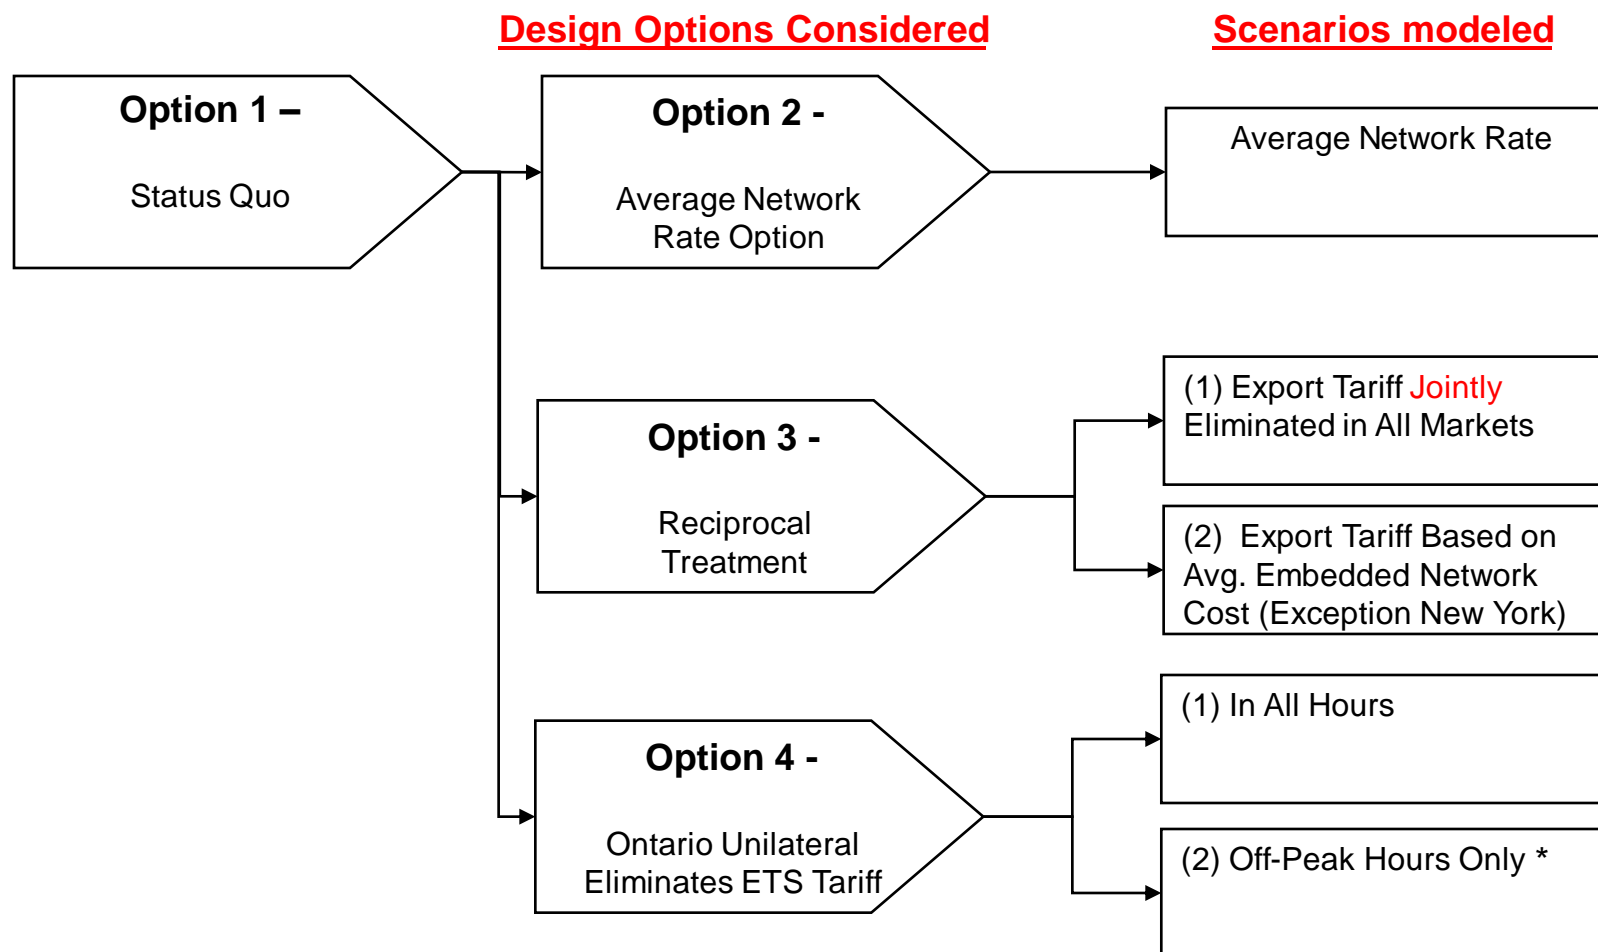 Design Options Considered
Scenarios modeled
Option 1 –
Status Quo
Option 2 -
Average Network
Rate Option
Average Network Rate
Option 3 -
Reciprocal
Treatment
(1) Export Tariff Jointly
Eliminated in All Markets
(2) Export Tariff Based on
Avg. Embedded Network
Cost (Exception New York)
Option 4 -
Ontario Unilateral
Eliminates ETS Tariff
(1) In All Hours
(2) Off-Peak Hours Only *